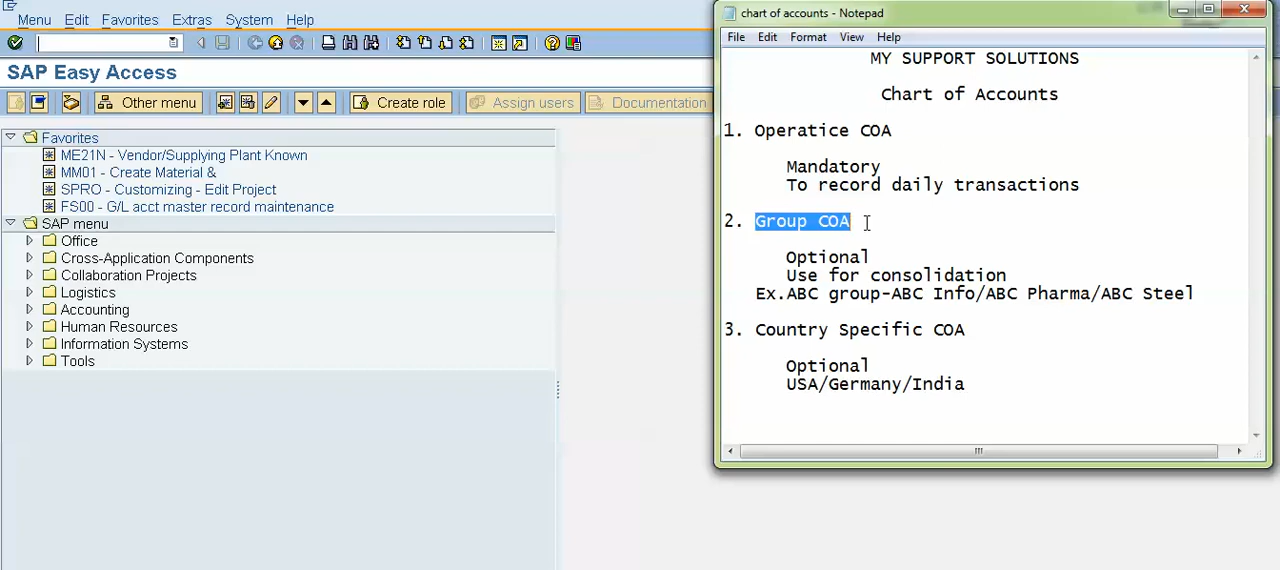 Menu Edit Favorites Extras System Help
SAP Easy Access
Other menu Create role Assign users Documentation
Favorites
ME21N - Vendor/Supplying Plant Known
MM01 - Create Material &
SPRO - Customizing - Edit Project
FS00 - G/L acct master record maintenance
SAP menu
Office
Cross-Application Components
Collaboration Projects
Logistics
Accounting
Human Resources
Information Systems
Tools
chart of accounts - Notepad
File Edit Format View Help
MY SUPPORT SOLUTIONS
Chart of Accounts
1. Operatice COA
Mandatory
To record daily transactions
2. Group COA
Optional
Use for consolidation
Ex.ABC group-ABC Info/ABC Pharma/ABC Steel
3. Country Specific COA
Optional
USA/Germany/India